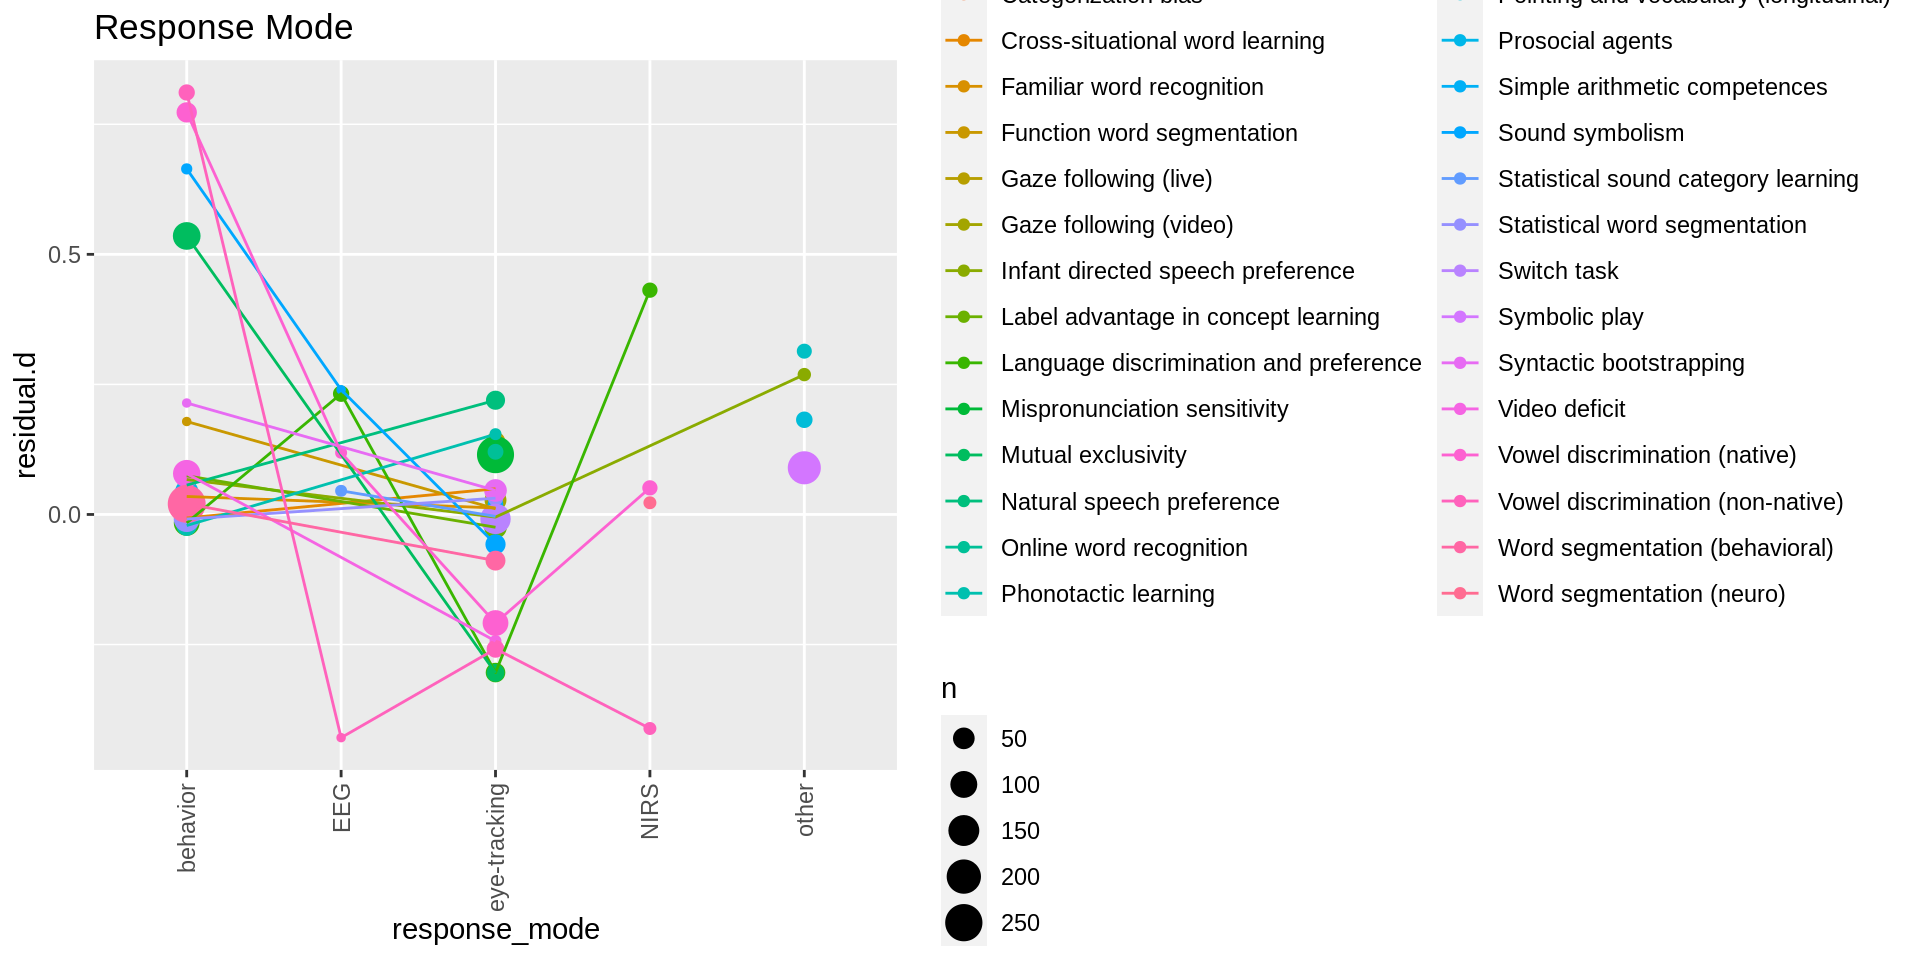 Response Mode
residual.d
0.5
0.0
behavior
EEG
eye-tracking
NIRS
other
response_mode
Cross-situational word learning
Familiar word recognition
Function word segmentation
Gaze following (live)
Gaze following (video)
Infant directed speech preference
Label advantage in concept learning
Language discrimination and preference
Mispronunciation sensitivity
Mutual exclusivity
Natural speech preference
Online word recognition
Phonotactic learning
Pointing and vocabulary (longitudinal)
Prosocial agents
Simple arithmetic competences
Sound symbolism
Statistical sound category learning
Statistical word segmentation
Switch task
Symbolic play
Syntactic bootstrapping
Video deficit
Vowel discrimination (native)
Vowel discrimination (non-native)
Word segmentation (behavioral)
Word segmentation (neuro)
n
50
100
150
200
250